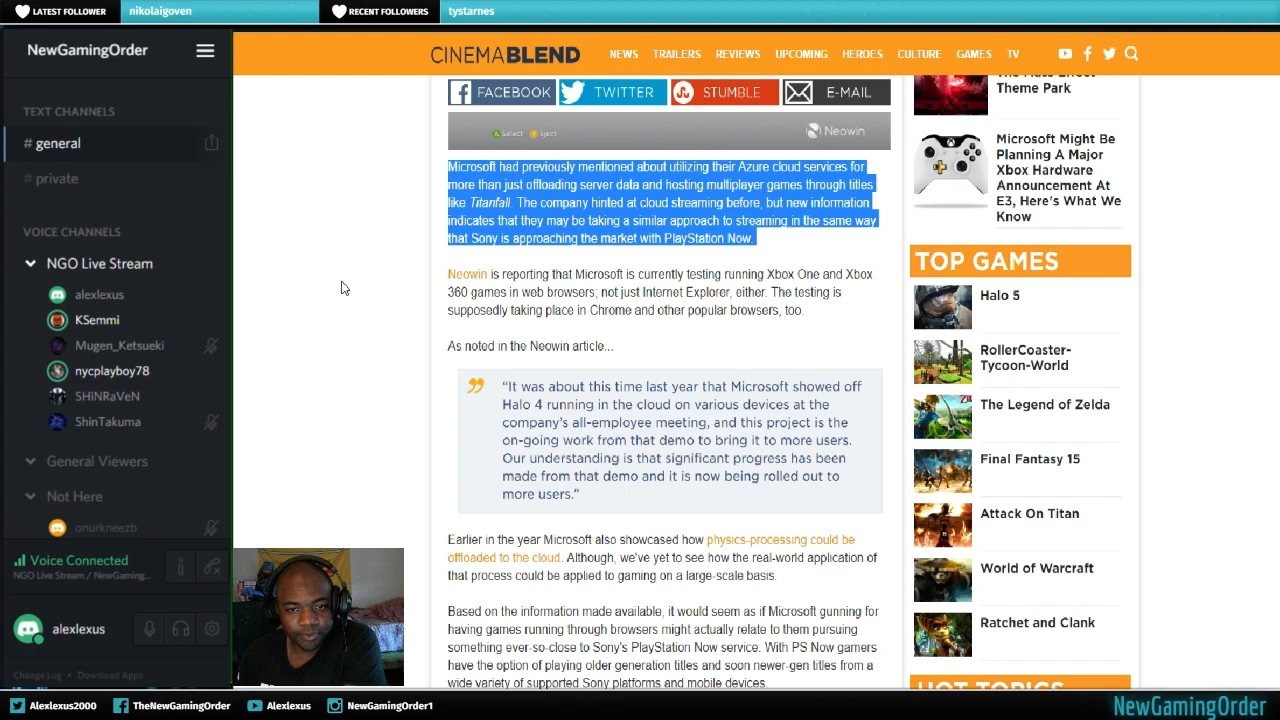 LATEST FOLLOWER
nikolaigoven
RECENT FOLLOWERS
tystarnes
NewGamingOrder
TEXT CHANNELS
# general
# private
VOICE CHANNELS
NGO Live Stream
alexlexus
KSemmi
Mugen_Ketsueki
nycplayboy78
SHiNRaVeN
ShinTakuma
General Viewers
Not Here
onurkneezb
Voice Connected
NGO Live Stream / NewGaming...
alexlexus
Change Log • Download Apps
CINEMABLEND
NEWS TRAILERS REVIEWS UPCOMING HEROES CULTURE GAMES TV
FACEBOOK
TWITTER
STUMBLE
E-MAIL
A Select Y Eject
Neowin
Microsoft had previously mentioned about utilizing their Azure cloud services for
more than just offloading server data and hosting multiplayer games through titles
like Titanfall. The company hinted at cloud streaming before, but new information
indicates that they may be taking a similar approach to streaming in the same way
that Sony is approaching the market with PlayStation Now.
Neowin is reporting that Microsoft is currently testing running Xbox One and Xbox
360 games in web browsers; not just Internet Explorer, either. The testing is
supposedly taking place in Chrome and other popular browsers, too.
As noted in the Neowin article...
“It was about this time last year that Microsoft showed off
Halo 4 running in the cloud on various devices at the
company’s all-employee meeting, and this project is the
on-going work from that demo to bring it to more users.
Our understanding is that significant progress has been
made from that demo and it is now being rolled out to
more users.”
Earlier in the year Microsoft also showcased how physics-processing could be
offloaded to the cloud. Although, we've yet to see how the real-world application of
that process could be applied to gaming on a large-scale basis.
Based on the information made available, it would seem as if Microsoft gunning for
having games running through browsers might actually relate to them pursuing
something ever-so-close to Sony's PlayStation Now service. With PS Now gamers
have the option of playing older generation titles and soon newer-gen titles from a
wide variety of supported Sony platforms and mobile devices.
Theme Park
Microsoft Might Be
Planning A Major
Xbox Hardware
Announcement At
E3, Here's What We
Know
TOP GAMES
Halo 5
RollerCoaster-
Tycoon-World
The Legend of Zelda
Final Fantasy 15
Attack On Titan
World of Warcraft
Ratchet and Clank
HOT TOPICS
Alexlexus2000
TheNewGamingOrder
Alexlexus
NewGamingOrder1
NewGamingOrder